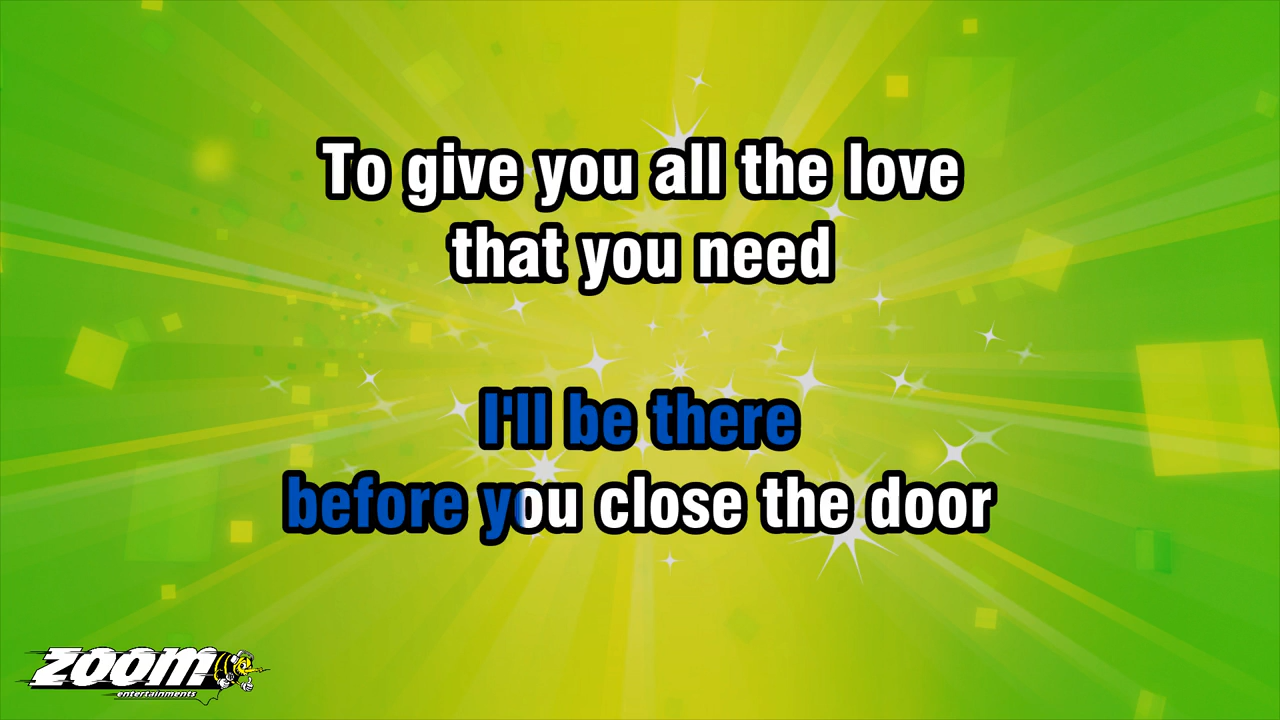 To give you all the love
that you need
I'll be there
before you close the door
ZOOM
entertainments